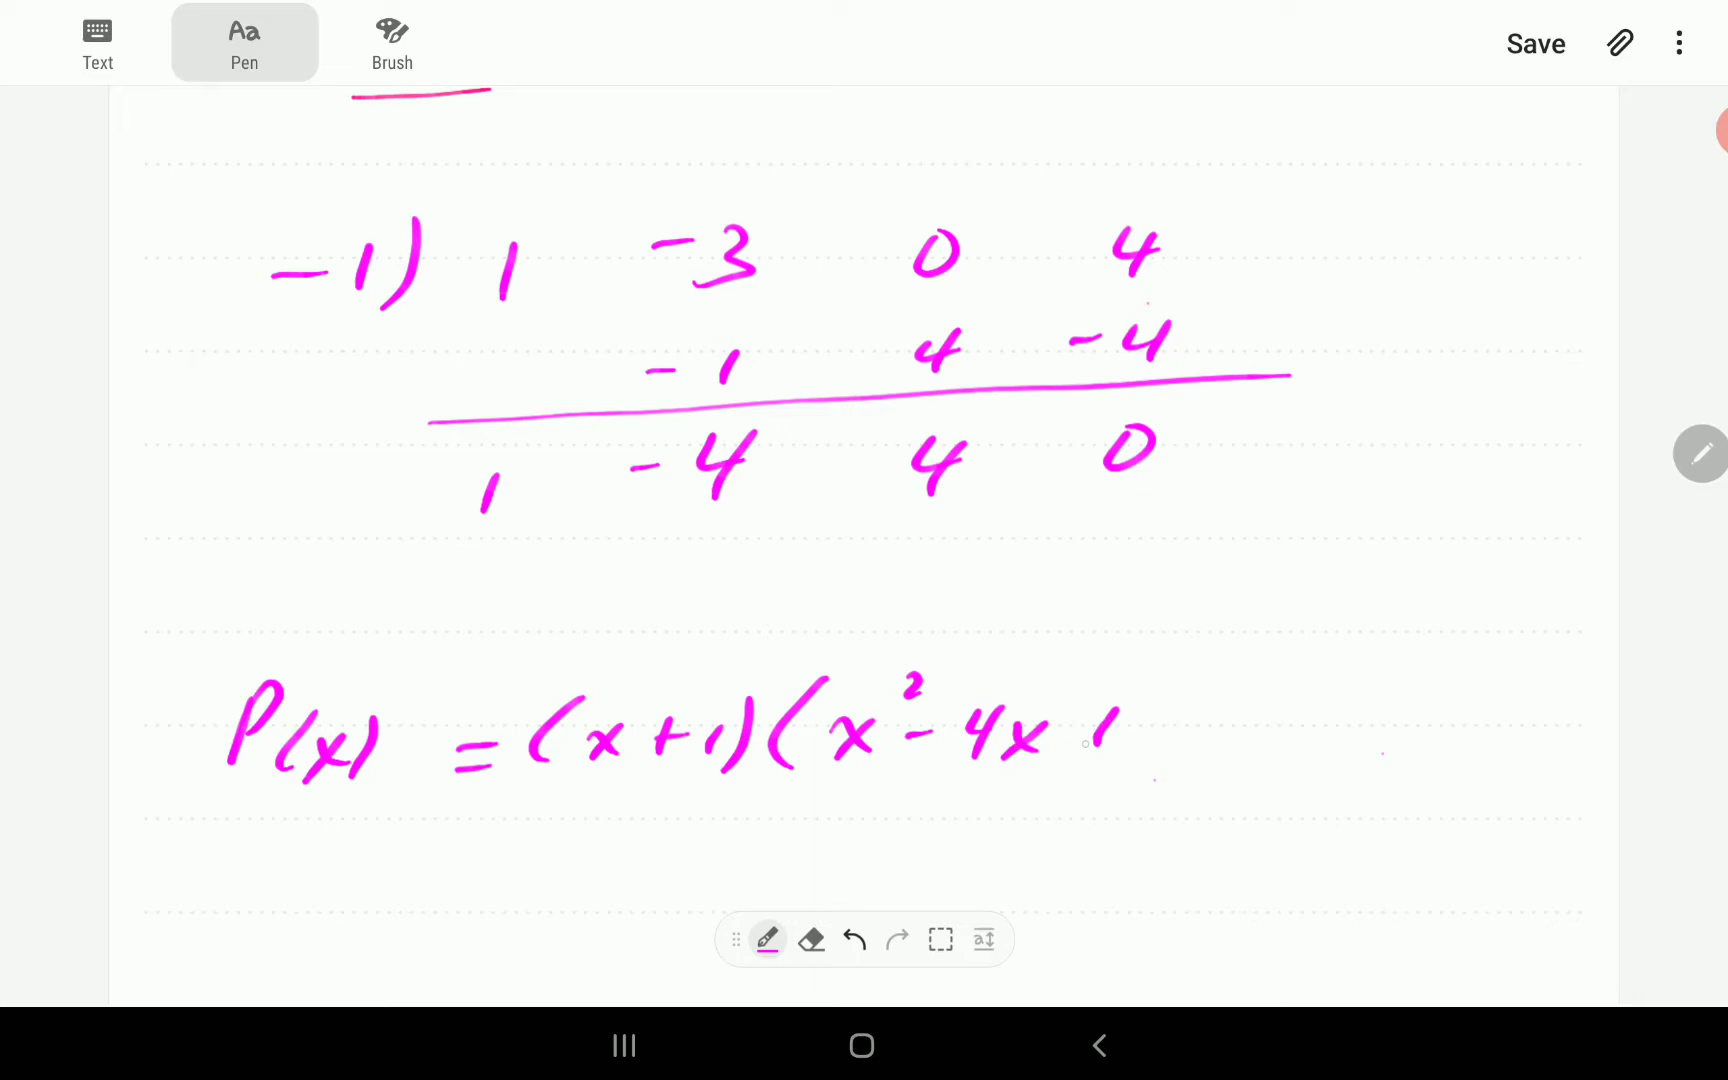 Text Aa Pen Brush Save
-1) 1 -3 0 4
-1 4 -4
1 -4 4 0
P(x) = (x+1)(x² - 4x